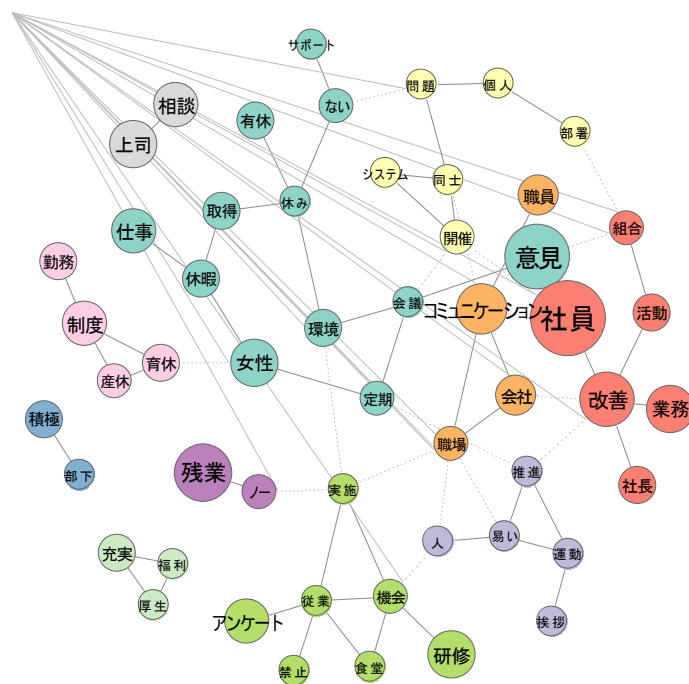 サポート
問題
個人
相談
有休
ない
部署
上司
システム
同士
職員
取得
休み
仕事
開催
組合
勤務
意見
休暇
会議
制度
環境
コミュニケーション
社員
活動
産休
育休
女性
定期
会社
改善
業務
積極
職場
部下
残業
ノー
実施
推進
社長
人
易い
運動
充実
福利
厚生
従業
機会
アンケート
挨拶
禁止
食堂
研修